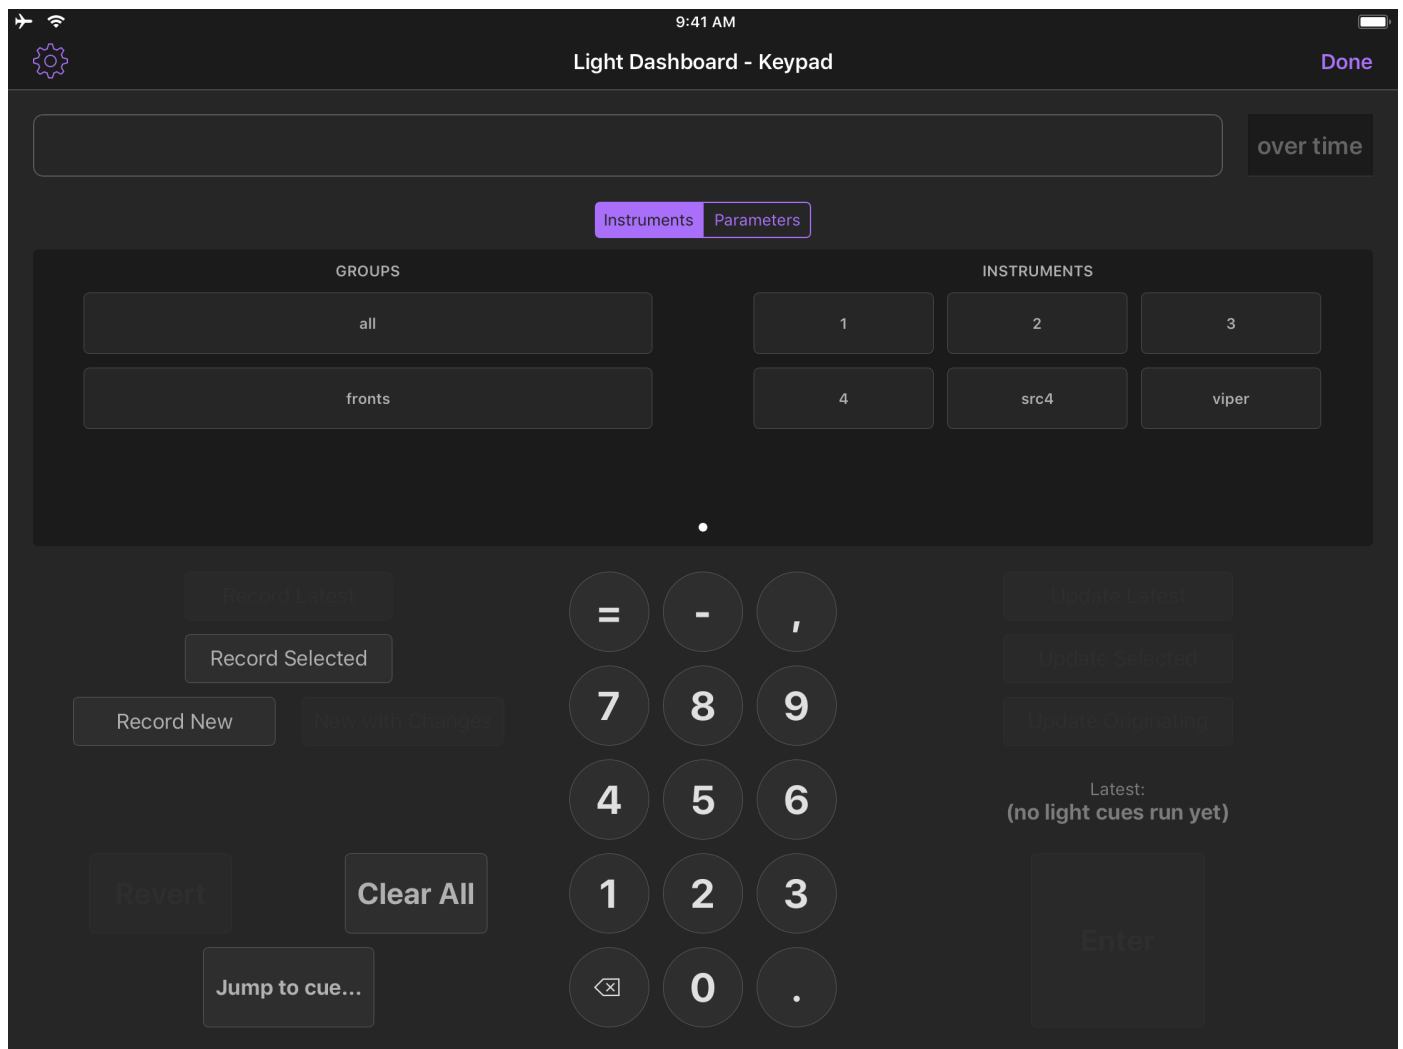 9:41 AM
Light Dashboard - Keypad
Done
over time
Instruments
Parameters
GROUPS
INSTRUMENTS
all
1
2
3
fronts
4
src4
viper
Record Latest
Record Selected
Record New
New with Changes
= - ,
7 8 9
4 5 6
1 2 3
0 .
Update Latest
Update Selected
Update Originating
Latest:
(no light cues run yet)
Revert
Clear All
Jump to cue...
Enter